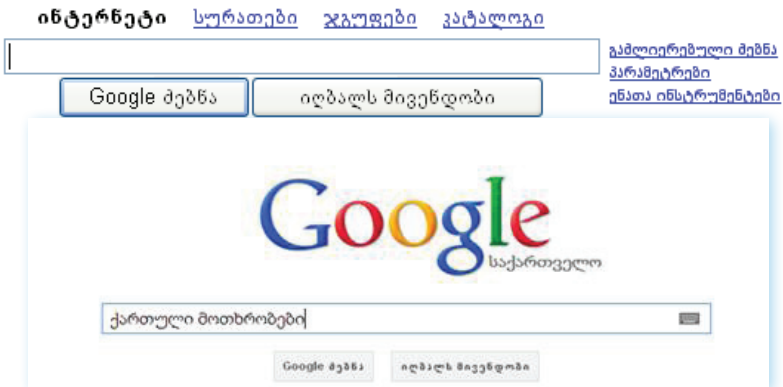 ინტერნეტი სურათები ჯგუფები კატალოგი
გაძლიერებული ძებნა
პარამეტრები
ენათა ინსტრუმენტები
Google ძებნა იღბალს მივენდობი
Google
საქართველო
ქართული მოთხრობები
Google ძებნა იღბალს მივენდობი